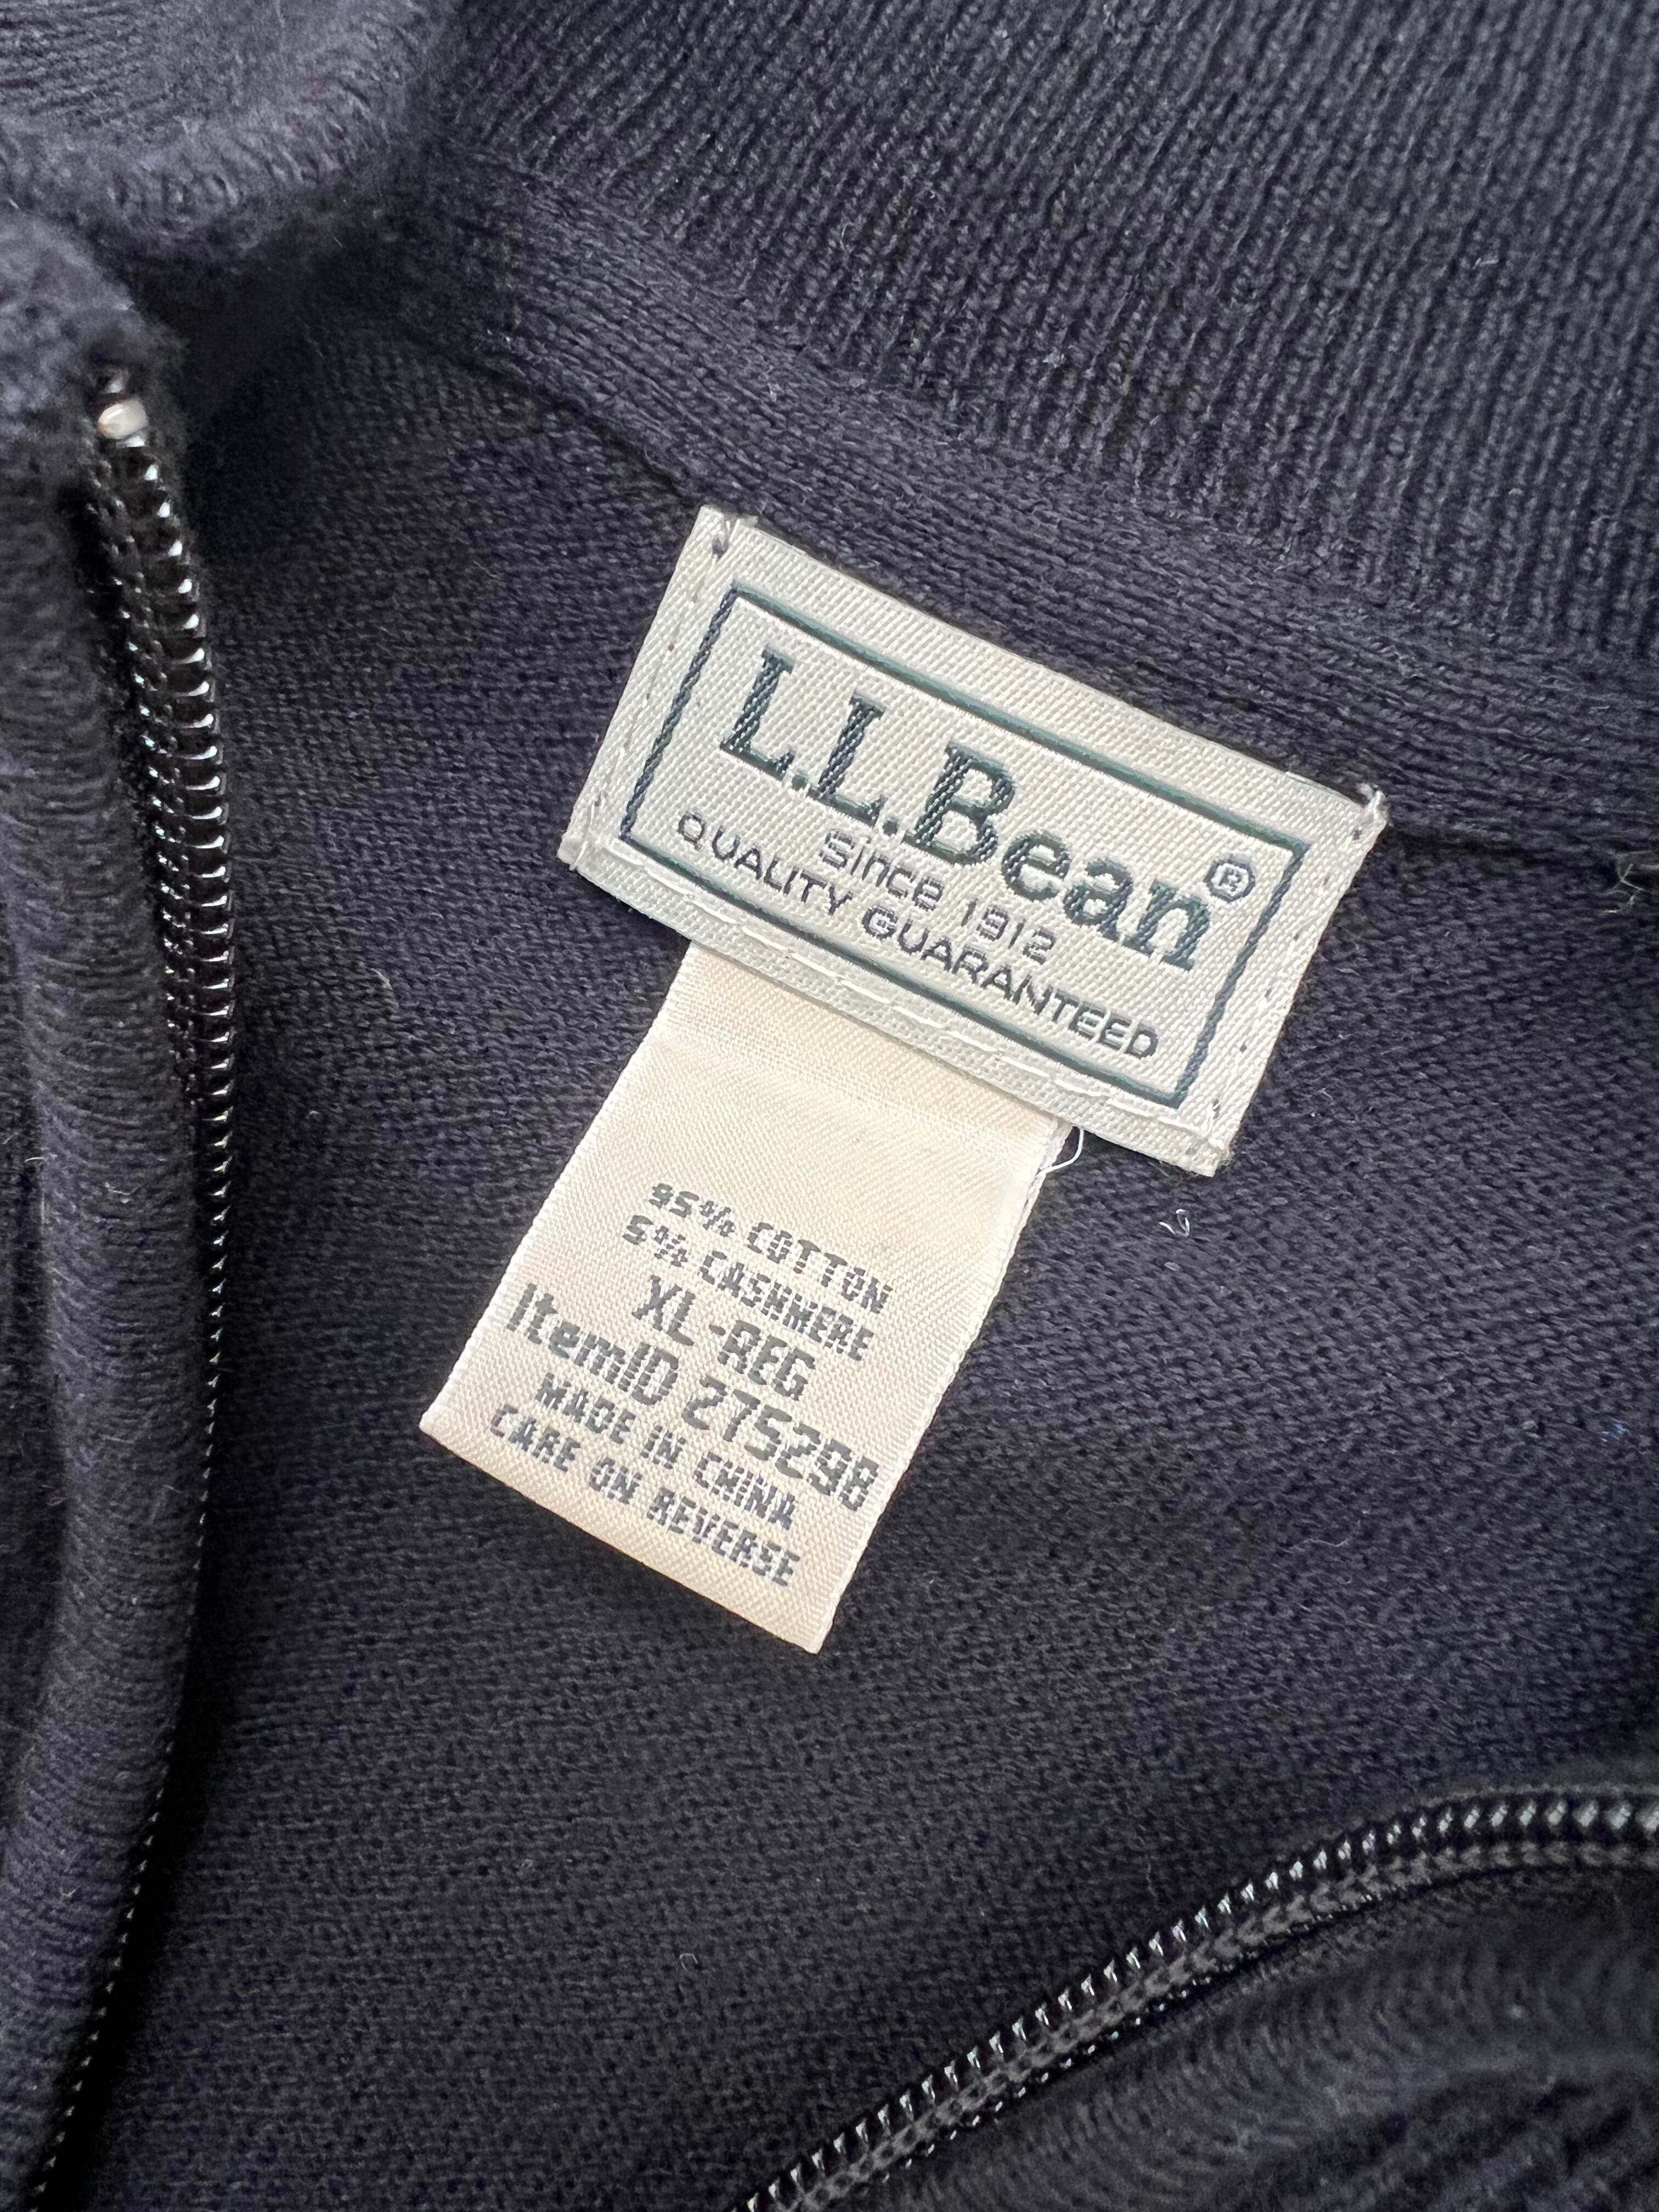 L.L.Bean®
Since 1912
QUALITY GUARANTEED
95% COTTON
5% CASHMERE
XL -REG
ItemID 275298
MADE IN CHINA
CARE ON REVERSE